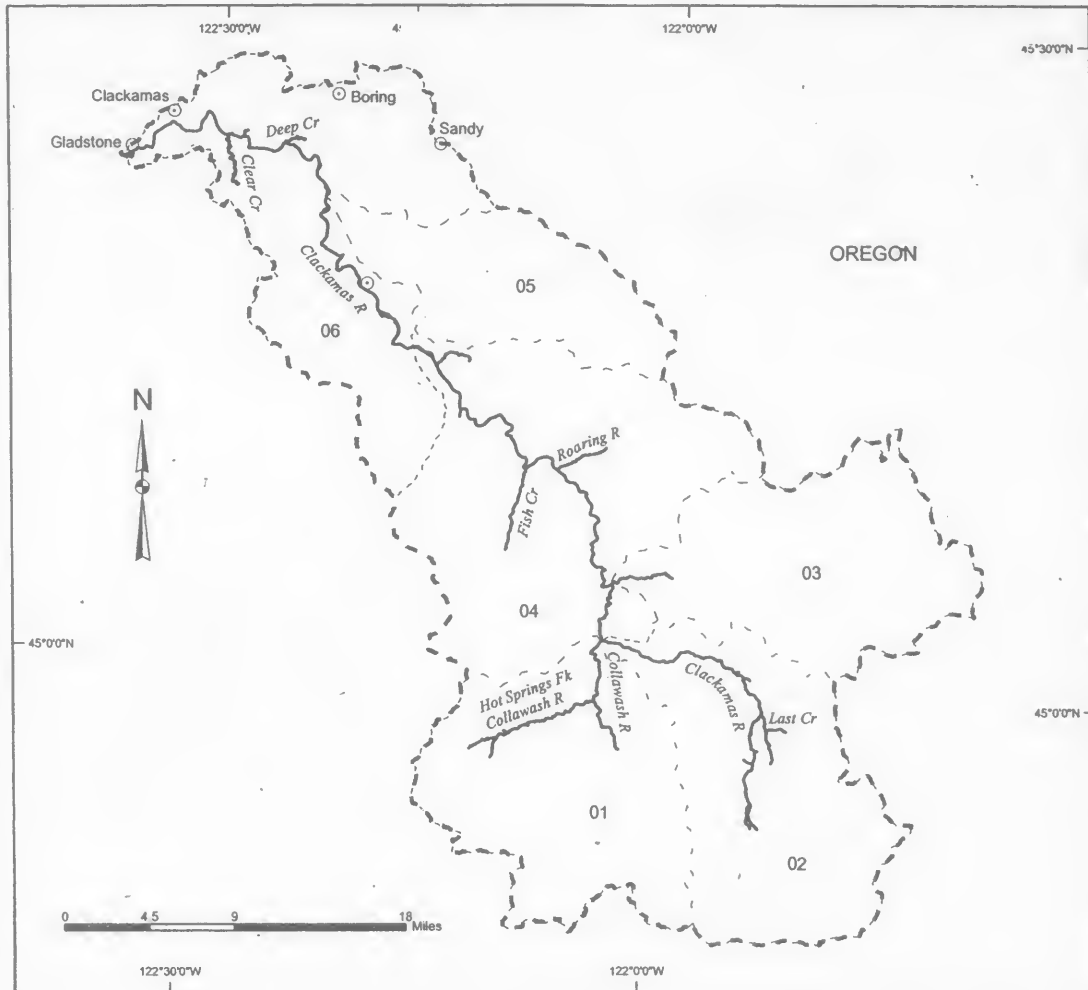 122°30'0"W
122°0'0"W
45°30'0"N
Clackamas
Boring
Gladstone
Deep Cr
Sandy
Clear Cr
OREGON
Clackamas R
05
06
N
Roaring R
Fish Cr
03
04
45°0'0"N
Hot Springs Fk
Collawash R
Collawash R
Clackamas R
Last Cr
45°0'0"N
01
02
0 4.5 9 18
Miles
122°30'0"W
122°0'0"W